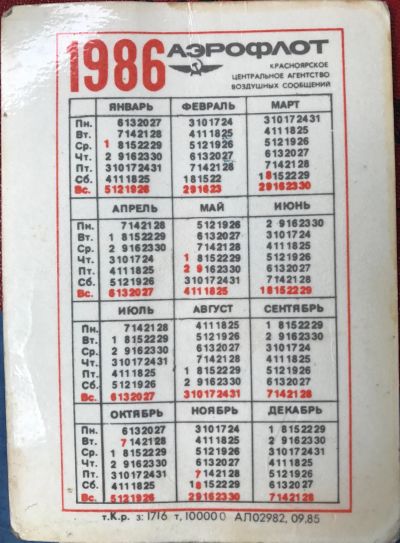 1986 АЭРОФЛОТ
КРАСНОЯРСКОЕ
ЦЕНТРАЛЬНОЕ АГЕНТСТВО
ВОЗДУШНЫХ СООБЩЕНИЙ
ЯНВАРЬ ФЕВРАЛЬ МАРТ
Пн. 6 13 20 27 3 10 17 24 3 10 17 24 31
Вт. 7 14 21 28 4 11 18 25 4 11 18 25
Ср. 1 8 15 22 29 5 12 19 26 5 12 19 26
Чт. 2 9 16 23 30 6 13 20 27 6 13 20 27
Пт. 3 10 17 24 31 7 14 21 28 7 14 21 28
Сб. 4 11 18 25 1 8 15 22 1 8 15 22 29
Вс. 5 12 19 26 2 9 16 23 2 9 16 23 30
АПРЕЛЬ МАЙ ИЮНЬ
Пн. 7 14 21 28 5 12 19 26 2 9 16 23 30
Вт. 1 8 15 22 29 6 13 20 27 3 10 17 24
Ср. 2 9 16 23 30 7 14 21 28 4 11 18 25
Чт. 3 10 17 24 1 8 15 22 29 5 12 19 26
Пт. 4 11 18 25 2 9 16 23 30 6 13 20 27
Сб. 5 12 19 26 3 10 17 24 31 7 14 21 28
Вс. 6 13 20 27 4 11 18 25 1 8 15 22 29
ИЮЛЬ АВГУСТ СЕНТЯБРЬ
Пн. 7 14 21 28 4 11 18 25 1 8 15 22 29
Вт. 1 8 15 22 29 5 12 19 26 2 9 16 23 30
Ср. 2 9 16 23 30 6 13 20 27 3 10 17 24
Чт. 3 10 17 24 31 7 14 21 28 4 11 18 25
Пт. 4 11 18 25 1 8 15 22 29 5 12 19 26
Сб. 5 12 19 26 2 9 16 23 30 6 13 20 27
Вс. 6 13 20 27 3 10 17 24 31 7 14 21 28
ОКТЯБРЬ НОЯБРЬ ДЕКАБРЬ
Пн. 6 13 20 27 3 10 17 24 1 8 15 22 29
Вт. 7 14 21 28 4 11 18 25 2 9 16 23 30
Ср. 1 8 15 22 29 5 12 19 26 3 10 17 24 31
Чт. 2 9 16 23 30 6 13 20 27 4 11 18 25
Пт. 3 10 17 24 31 7 14 21 28 5 12 19 26
Сб. 4 11 18 25 1 8 15 22 29 6 13 20 27
Вс. 5 12 19 26 2 9 16 23 30 7 14 21 28
т.К.р. з: 1716 т, 100000 АЛ02982, 09.85